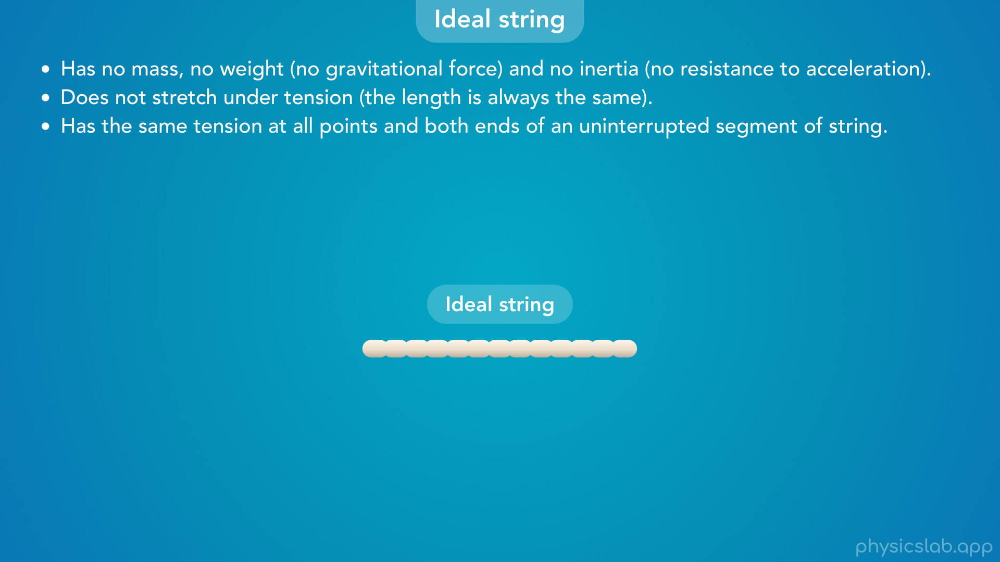 Ideal string
• Has no mass, no weight (no gravitational force) and no inertia (no resistance to acceleration).
• Does not stretch under tension (the length is always the same).
• Has the same tension at all points and both ends of an uninterrupted segment of string.
Ideal string
physicslab.app